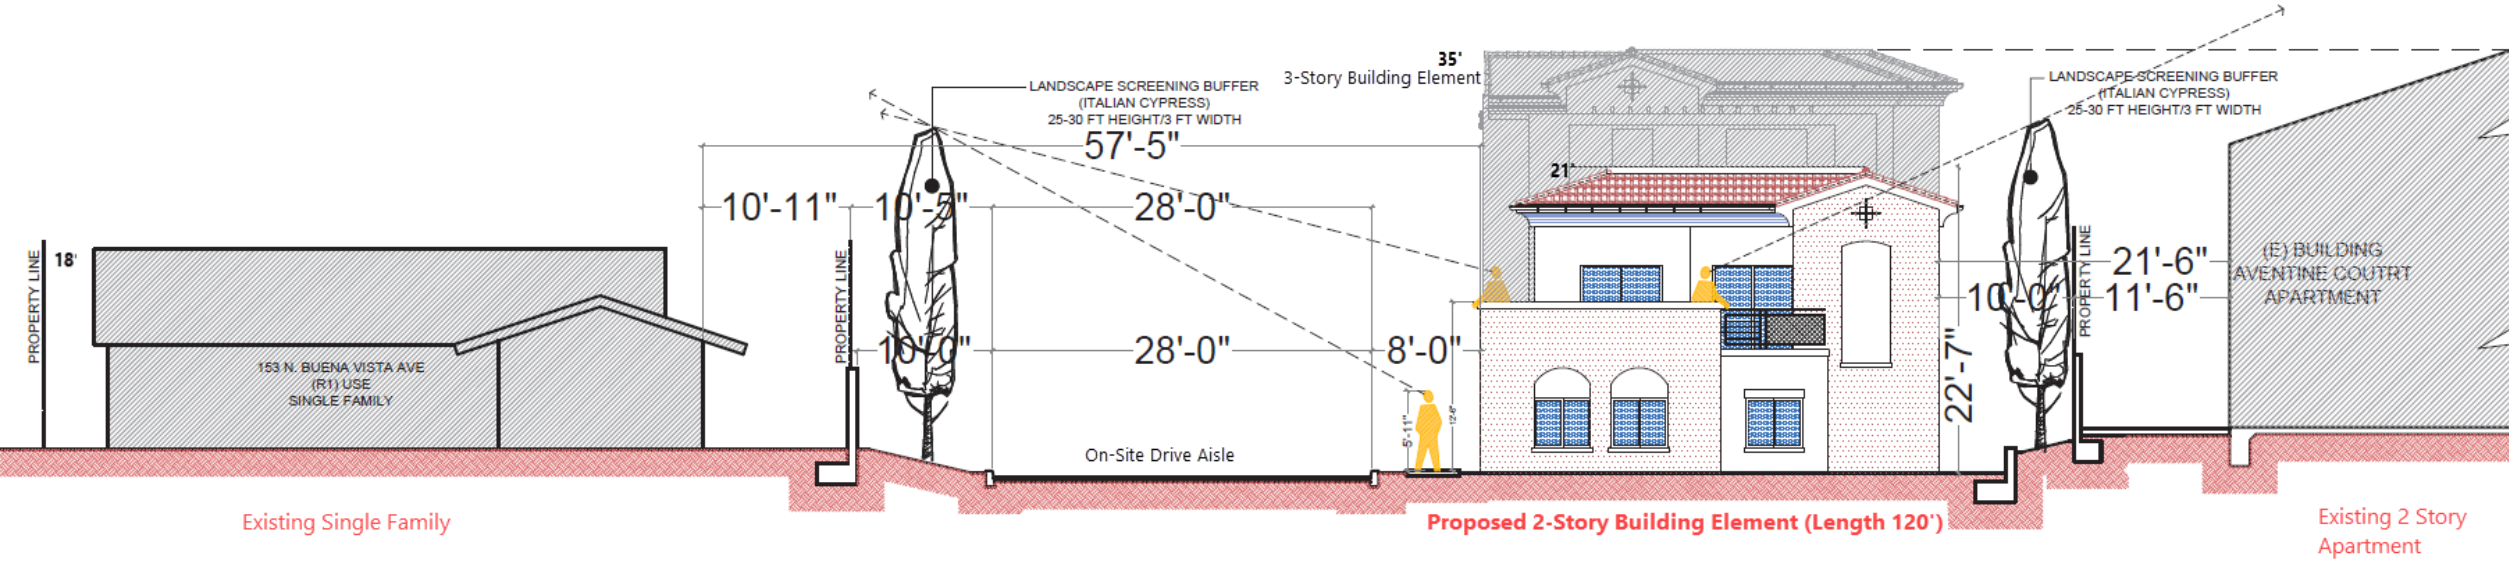 35'
3-Story Building Element
LANDSCAPE SCREENING BUFFER
(ITALIAN CYPRESS)
25-30 FT HEIGHT/3 FT WIDTH
57'-5"
LANDSCAPE SCREENING BUFFER
(ITALIAN CYPRESS)
25-30 FT HEIGHT/3 FT WIDTH
21'
10'-11"
10'-5"
28'-0"
PROPERTY LINE
18'
PROPERTY LINE
PROPERTY LINE
21'-6"
10'-0"
11'-6"
(E) BUILDING
AVENTINE COUTRT
APARTMENT
10'-0"
28'-0"
8'-0"
22'-7"
153 N. BUENA VISTA AVE
(R1) USE
SINGLE FAMILY
5'-11"
12'-6"
On-Site Drive Aisle
Existing Single Family
Proposed 2-Story Building Element (Length 120')
Existing 2 Story
Apartment